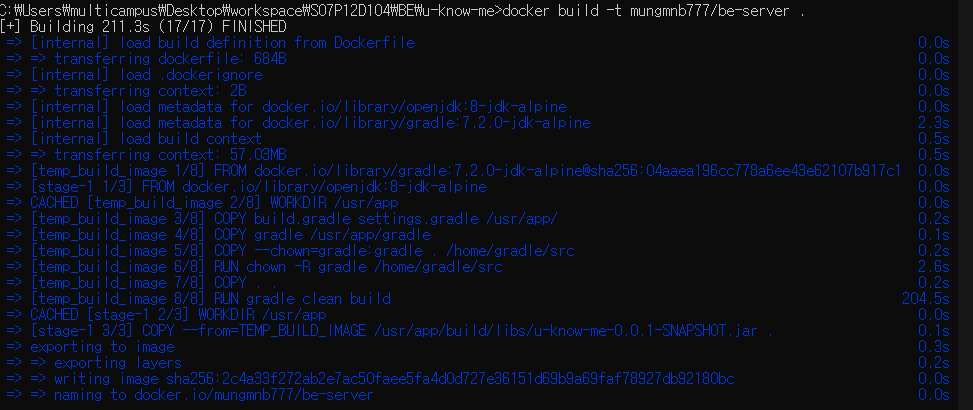 C:\Users\multicampus\Desktop\workspace\S07P12D104\BE\u-know-me>docker build -t mungmnb777/be-server .
[+] Building 211.3s (17/17) FINISHED
=> [internal] load build definition from Dockerfile 0.0s
=> => transferring dockerfile: 684B 0.0s
=> [internal] load .dockerignore 0.0s
=> => transferring context: 2B 0.0s
=> [internal] load metadata for docker.io/library/openjdk:8-jdk-alpine 0.0s
=> [internal] load metadata for docker.io/library/gradle:7.2.0-jdk-alpine 2.3s
=> [internal] load build context 0.5s
=> => transferring context: 57.03MB 0.5s
=> [temp_build_image 1/8] FROM docker.io/library/gradle:7.2.0-jdk-alpine@sha256:04aaea196cc778a6ee43e62107b917c1 0.0s
=> [stage-1 1/3] FROM docker.io/library/openjdk:8-jdk-alpine 0.0s
=> CACHED [temp_build_image 2/8] WORKDIR /usr/app 0.0s
=> [temp_build_image 3/8] COPY build.gradle settings.gradle /usr/app/ 0.2s
=> [temp_build_image 4/8] COPY gradle /usr/app/gradle 0.1s
=> [temp_build_image 5/8] COPY --chown=gradle:gradle . /home/gradle/src 0.2s
=> [temp_build_image 6/8] RUN chown -R gradle /home/gradle/src 2.6s
=> [temp_build_image 7/8] COPY . . 0.2s
=> [temp_build_image 8/8] RUN gradle clean build 204.5s
=> CACHED [stage-1 2/3] WORKDIR /usr/app 0.0s
=> [stage-1 3/3] COPY --from=TEMP_BUILD_IMAGE /usr/app/build/libs/u-know-me-0.0.1-SNAPSHOT.jar . 0.1s
=> exporting to image 0.3s
=> => exporting layers 0.2s
=> => writing image sha256:2c4a33f272ab2e7ac50faee5fa4d0d727e36151d69b9a69faf78927db92180bc 0.0s
=> => naming to docker.io/mungmnb777/be-server 0.0s